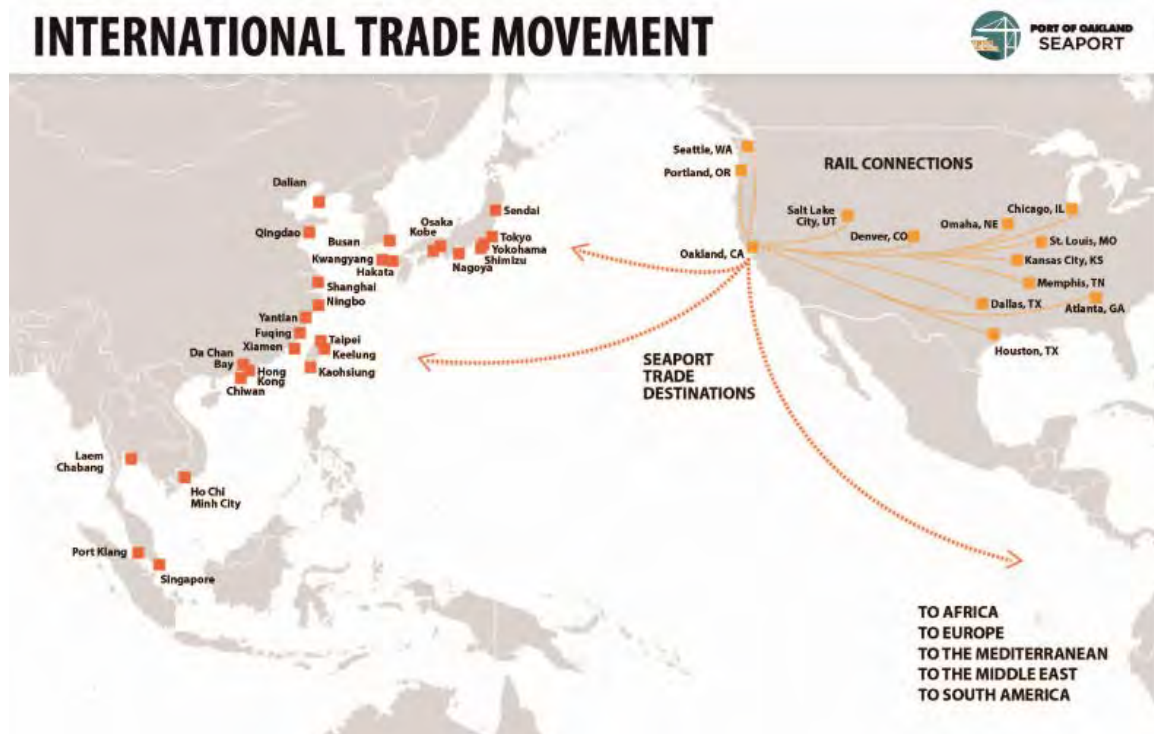 INTERNATIONAL TRADE MOVEMENT
PORT OF OAKLAND
SEAPORT
Seattle, WA
Portland, OR
RAIL CONNECTIONS
Salt Lake
City, UT
Denver, CO
Omaha, NE
Chicago, IL
St. Louis, MO
Kansas City, KS
Memphis, TN
Dallas, TX
Atlanta, GA
Houston, TX
Oakland, CA
Dalian
Qingdao
Busan
Kwangyang
Hakata
Osaka
Kobe
Sendai
Tokyo
Yokohama
Shimizu
Nagoya
Shanghai
Ningbo
Yantian
Fuqing
Xiamen
Taipei
Keelung
Kaohsiung
Da Chan
Bay
Hong
Kong
Chiwan
Laem
Chabang
Ho Chi
Minh City
Port Klang
Singapore
SEAPORT
TRADE
DESTINATIONS
TO AFRICA
TO EUROPE
TO THE MEDITERRANEAN
TO THE MIDDLE EAST
TO SOUTH AMERICA